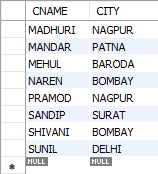 CNAME CITY
MADHURI NAGPUR
MANDAR PATNA
MEHUL BARODA
NAREN BOMBAY
PRAMOD NAGPUR
SANDIP SURAT
SHIVANI BOMBAY
SUNIL DELHI
NULL NULL